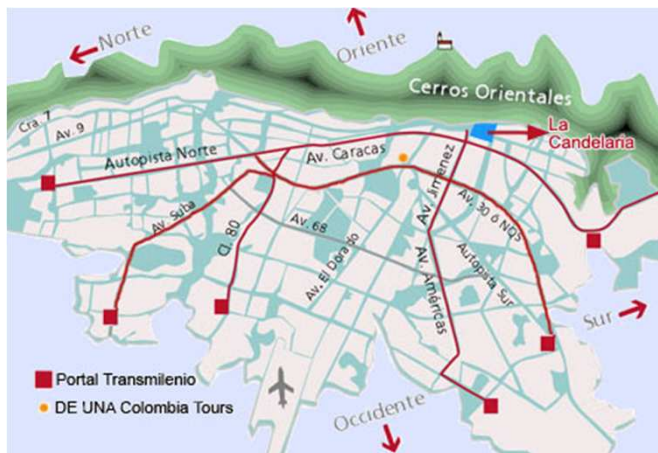 Norte
Oriente
Cerros Orientales
Cra. 7
Av. 9
La
Candelaria
Autopista Norte
Av. Caracas
Av. Jimenez
Av. Suba
Cl. 80
Av. 68
Av. 30 ó NQS
Av. El Dorado
Autopista Sur
Av. Américas
Sur
Portal Transmilenio
DE UNA Colombia Tours
Occidente